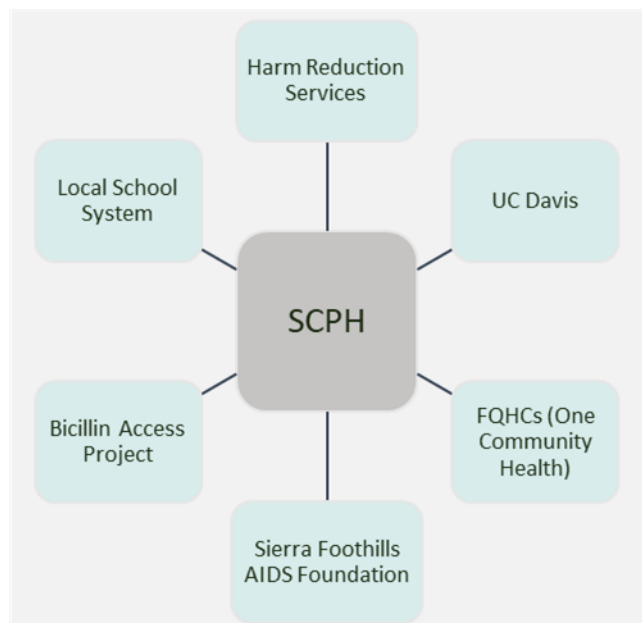 Harm Reduction
Services
Local School
System
UC Davis
SCPH
Bicillin Access
Project
FQHCs (One
Community
Health)
Sierra Foothills
AIDS Foundation